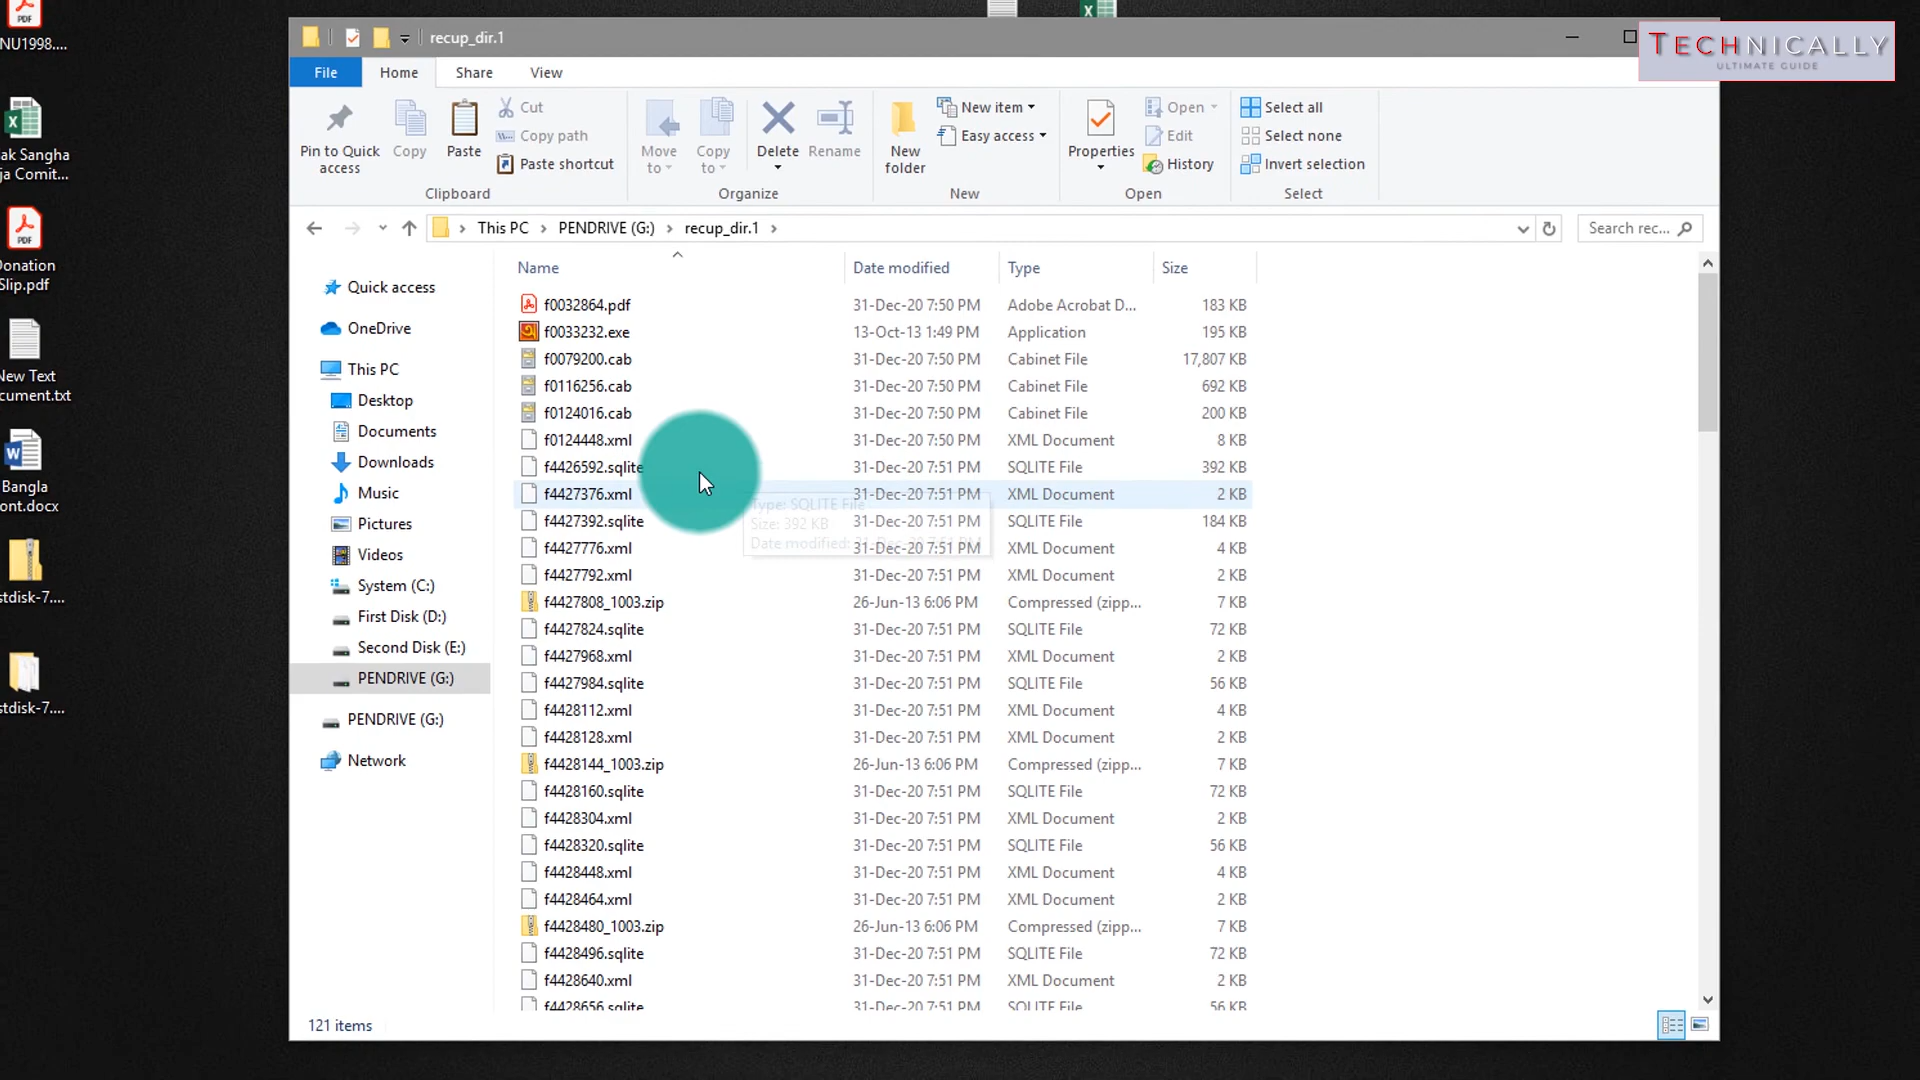 NU1998....
recup_dir.1
TECHNICALLY
ULTIMATE GUIDE
File Home Share View
Pin to Quick access
Copy
Paste
Cut
Copy path
Paste shortcut
Clipboard
Move to
Copy to
Delete
Rename
Organize
New folder
New item
Easy access
New
Properties
Open
Edit
History
Open
Select all
Select none
Invert selection
Select
This PC > PENDRIVE (G:) > recup_dir.1 >
Search rec...
ak Sangha
ja Comit...
Donation
Slip.pdf
New Text
cument.txt
Bangla
ont.docx
stdisk-7....
stdisk-7....
Quick access
OneDrive
This PC
Desktop
Documents
Downloads
Music
Pictures
Videos
System (C:)
First Disk (D:)
Second Disk (E:)
PENDRIVE (G:)
PENDRIVE (G:)
Network
Name Date modified Type Size
f0032864.pdf 31-Dec-20 7:50 PM Adobe Acrobat D... 183 KB
f0033232.exe 13-Oct-13 1:49 PM Application 195 KB
f0079200.cab 31-Dec-20 7:50 PM Cabinet File 17,807 KB
f0116256.cab 31-Dec-20 7:50 PM Cabinet File 692 KB
f0124016.cab 31-Dec-20 7:50 PM Cabinet File 200 KB
f0124448.xml 31-Dec-20 7:50 PM XML Document 8 KB
f4426592.sqlite 31-Dec-20 7:51 PM SQLITE File 392 KB
f4427376.xml 31-Dec-20 7:51 PM XML Document 2 KB
f4427392.sqlite 31-Dec-20 7:51 PM SQLITE File 184 KB
f4427776.xml 31-Dec-20 7:51 PM XML Document 4 KB
f4427792.xml 31-Dec-20 7:51 PM XML Document 2 KB
f4427808_1003.zip 26-Jun-13 6:06 PM Compressed (zipp... 7 KB
f4427824.sqlite 31-Dec-20 7:51 PM SQLITE File 72 KB
f4427968.xml 31-Dec-20 7:51 PM XML Document 2 KB
f4427984.sqlite 31-Dec-20 7:51 PM SQLITE File 56 KB
f4428112.xml 31-Dec-20 7:51 PM XML Document 4 KB
f4428128.xml 31-Dec-20 7:51 PM XML Document 2 KB
f4428144_1003.zip 26-Jun-13 6:06 PM Compressed (zipp... 7 KB
f4428160.sqlite 31-Dec-20 7:51 PM SQLITE File 72 KB
f4428304.xml 31-Dec-20 7:51 PM XML Document 2 KB
f4428320.sqlite 31-Dec-20 7:51 PM SQLITE File 56 KB
f4428448.xml 31-Dec-20 7:51 PM XML Document 4 KB
f4428464.xml 31-Dec-20 7:51 PM XML Document 2 KB
f4428480_1003.zip 26-Jun-13 6:06 PM Compressed (zipp... 7 KB
f4428496.sqlite 31-Dec-20 7:51 PM SQLITE File 72 KB
f4428640.xml 31-Dec-20 7:51 PM XML Document 2 KB
f4428656.sqlite 31-Dec-20 7:51 PM SQLITE File 56 KB
Type: SQLITE File
Size: 392 KB
Date modified:
121 items